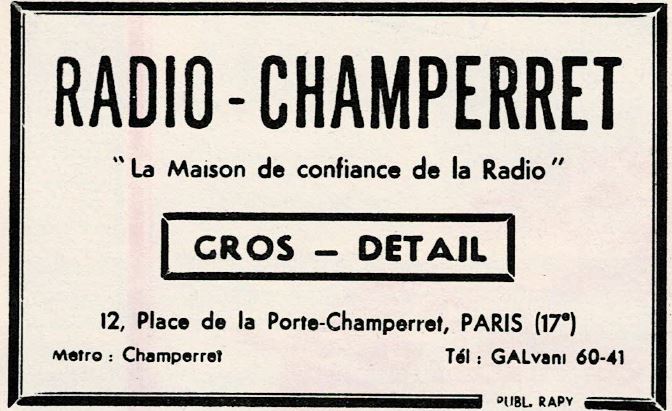 RADIO - CHAMPERRET
"La Maison de confiance de la Radio"
GROS — DETAIL
12, Place de la Porte-Champerret, PARIS (17e)
Metro : Champerret
Tél : GALvani 60-41
PUBL. RAPY